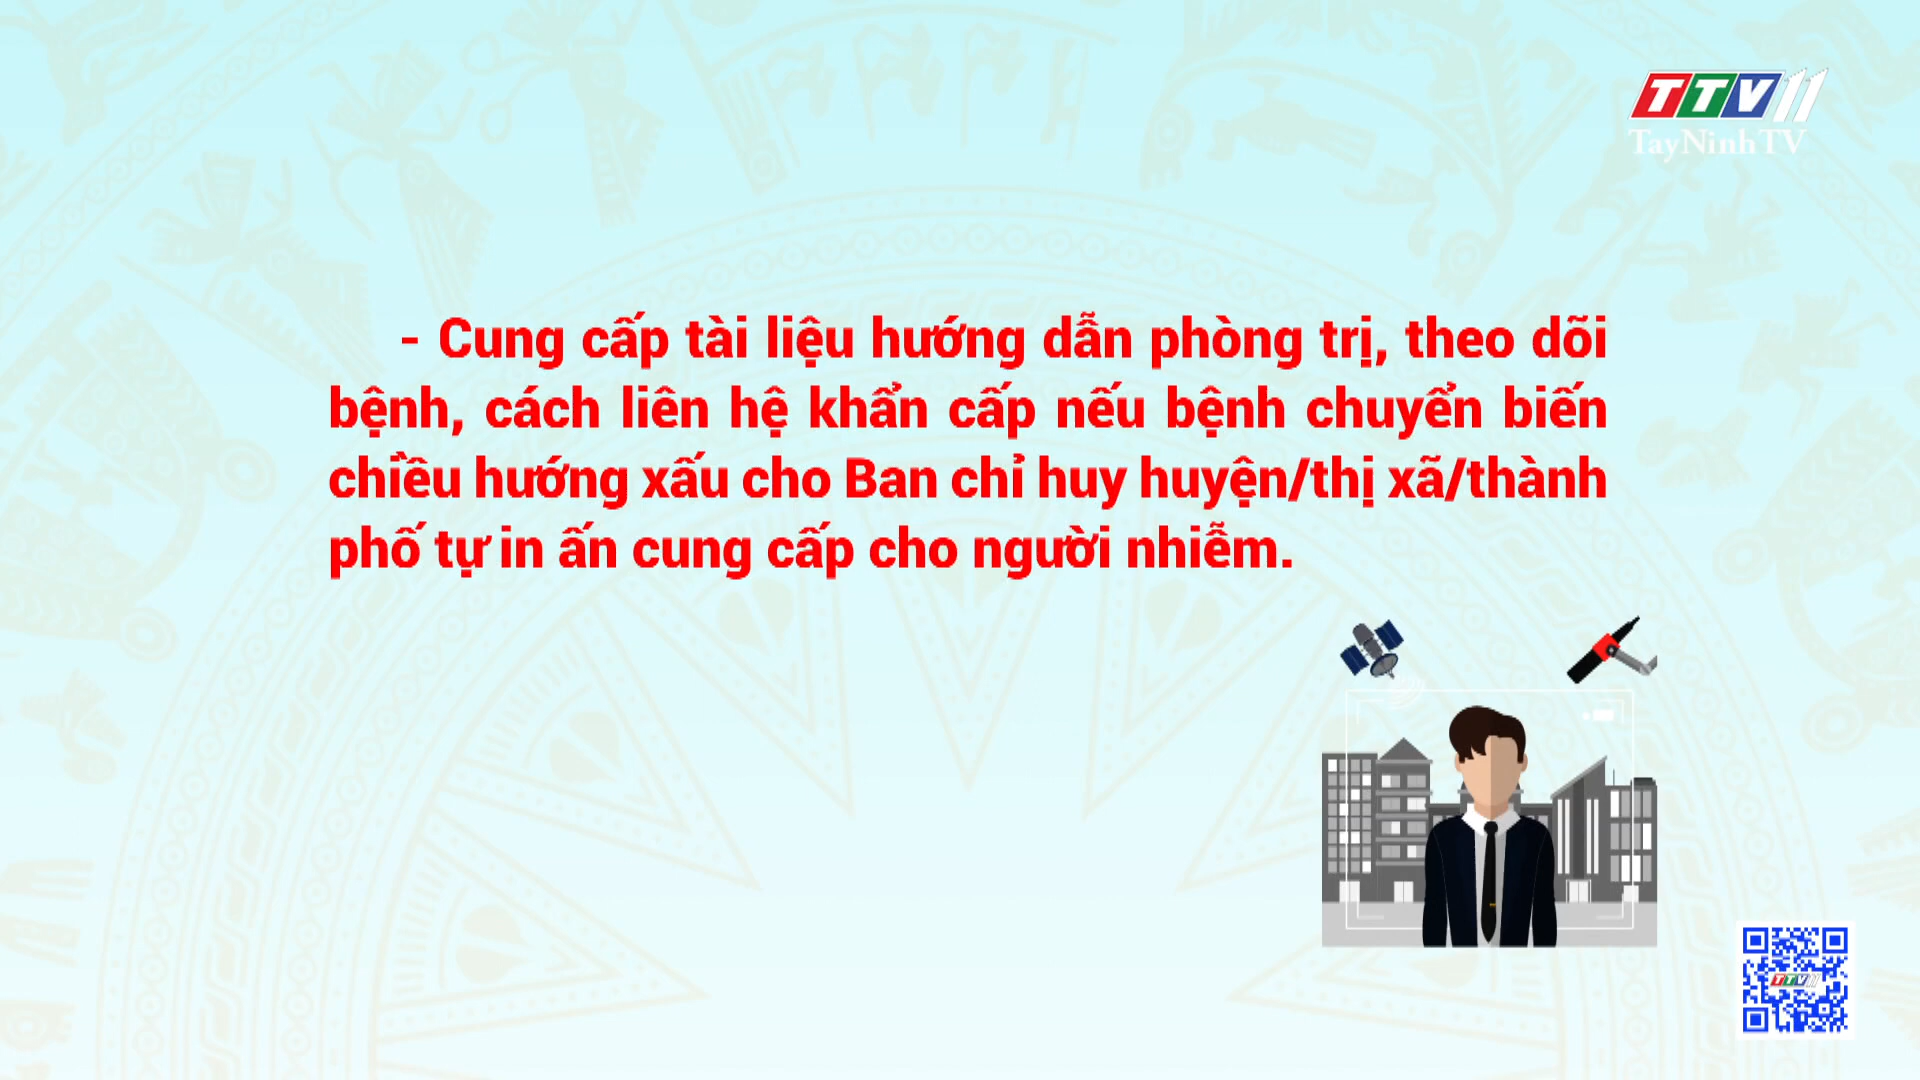 TTV11
TayNinhTV
- Cung cấp tài liệu hướng dẫn phòng trị, theo dõi
bệnh, cách liên hệ khẩn cấp nếu bệnh chuyển biến
chiều hướng xấu cho Ban chỉ huy huyện/thị xã/thành
phố tự in ấn cung cấp cho người nhiễm.
TTV11